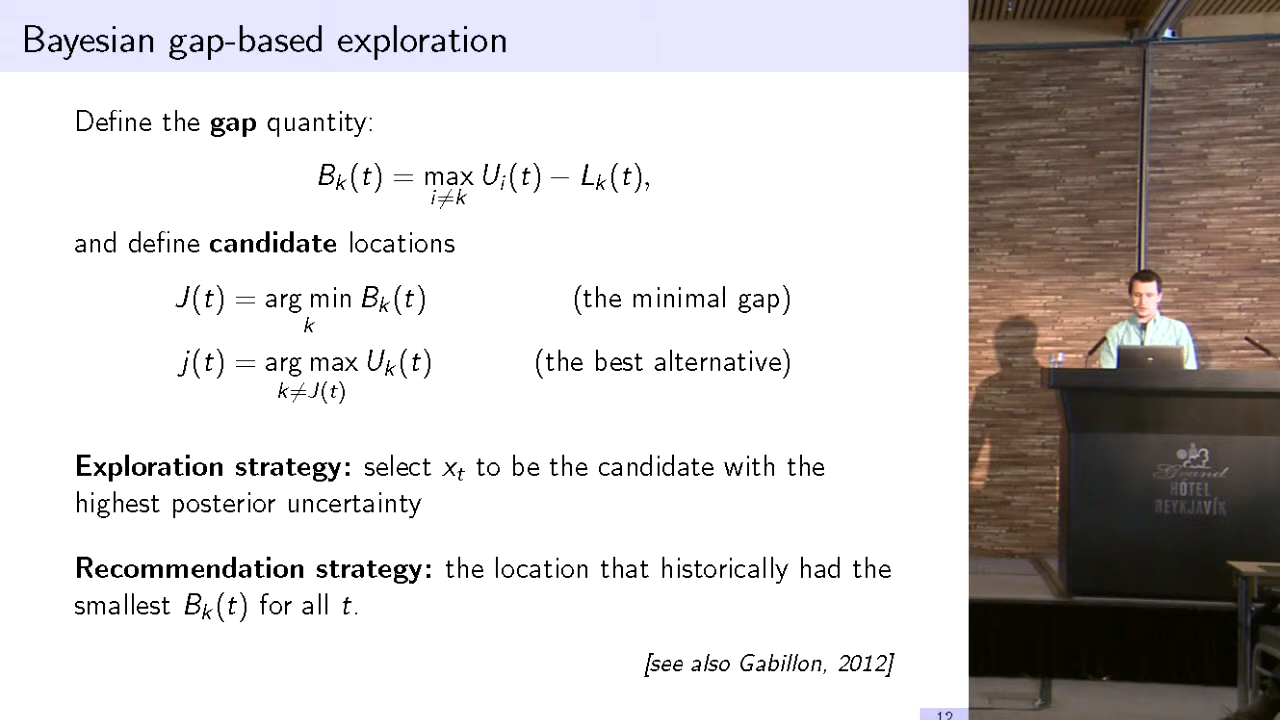 Bayesian gap-based exploration
Define the gap quantity:
B_k(t) = max_{i≠k} U_i(t) − L_k(t),
and define candidate locations
J(t) = arg min_k B_k(t) (the minimal gap)
j(t) = arg max_{k≠J(t)} U_k(t) (the best alternative)
Exploration strategy: select x_t to be the candidate with the
highest posterior uncertainty
Recommendation strategy: the location that historically had the
smallest B_k(t) for all t.
[see also Gabillon, 2012]
12
Grand
HÓTEL
REYKJAVÍK